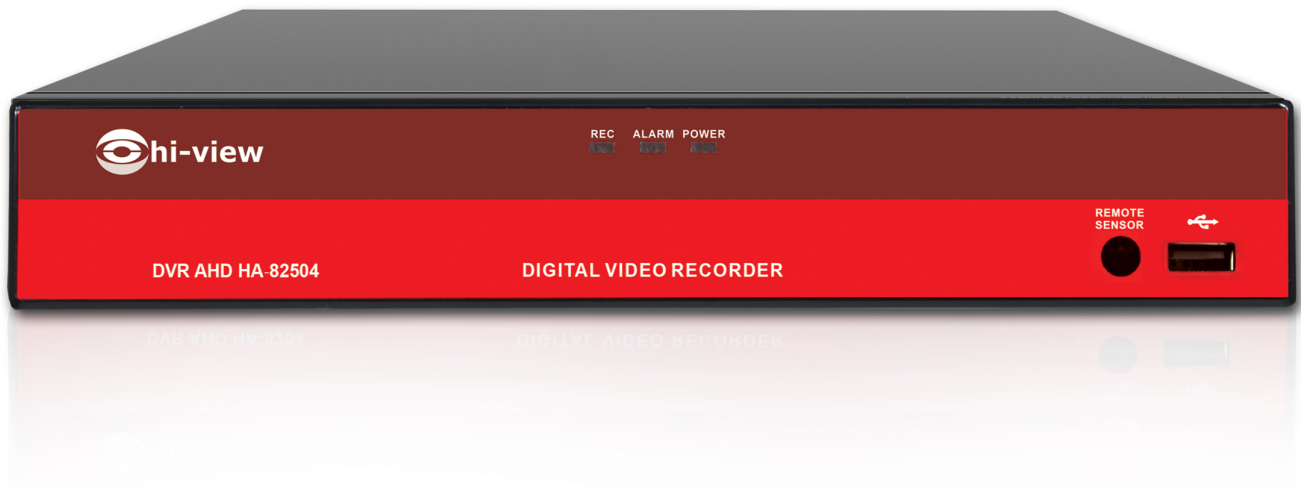 hi-view
REC ALARM POWER
REMOTE
SENSOR
DVR AHD HA-82504 DIGITAL VIDEO RECORDER